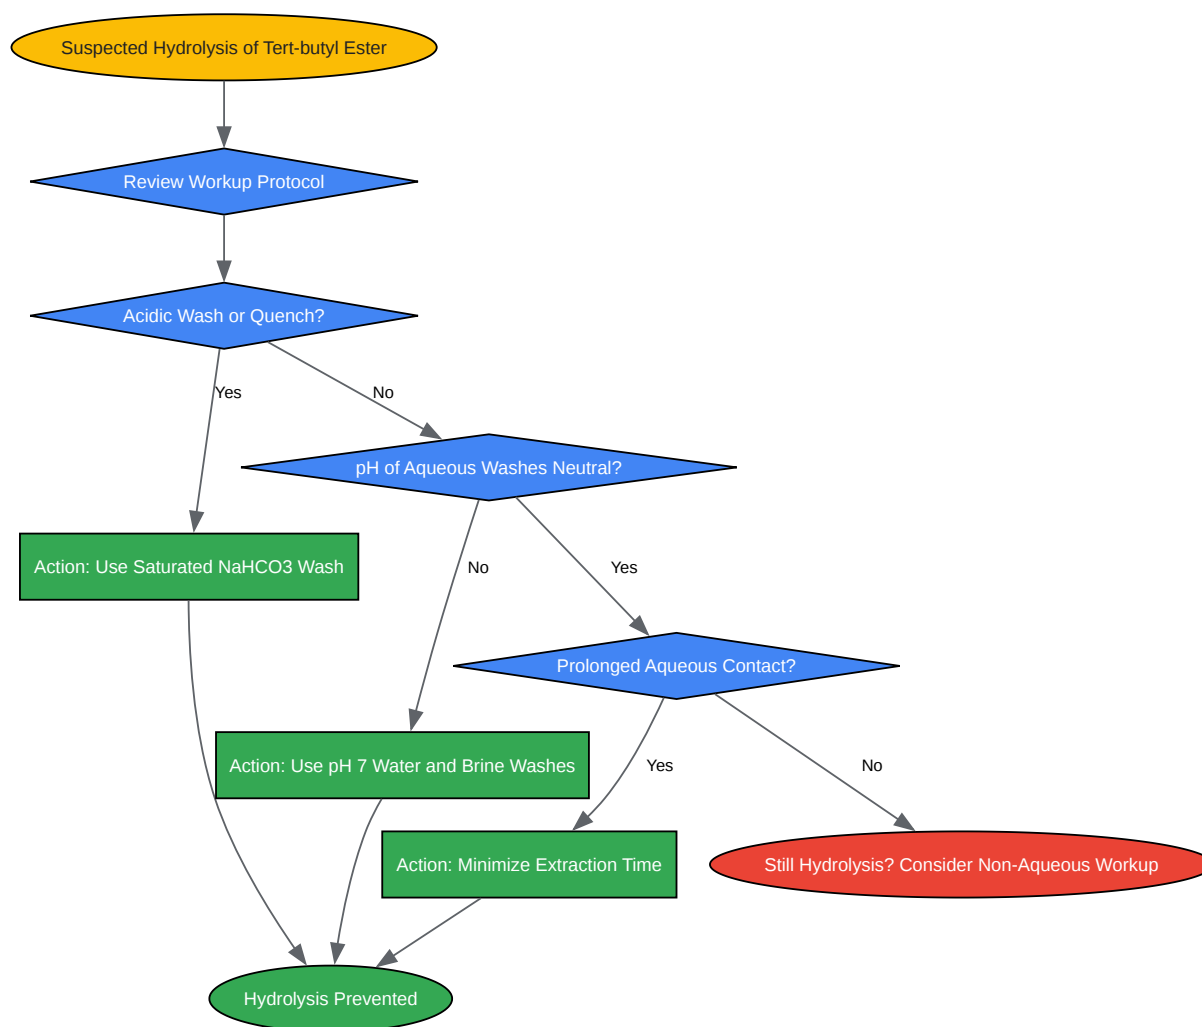 Suspected Hydrolysis of Tert-butyl Ester
Review Workup Protocol
Acidic Wash or Quench?
Yes
No
pH of Aqueous Washes Neutral?
Action: Use Saturated NaHCO3 Wash
No
Yes
Prolonged Aqueous Contact?
Action: Use pH 7 Water and Brine Washes
Yes
No
Action: Minimize Extraction Time
Still Hydrolysis? Consider Non-Aqueous Workup
Hydrolysis Prevented